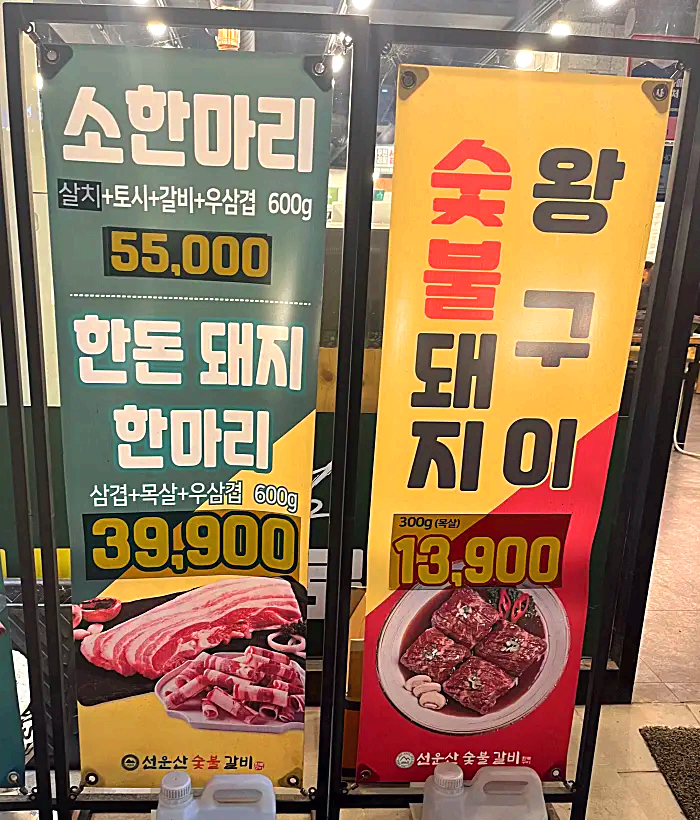 소한마리
살치+토시+갈비+우삼겹 600g
55,000
한돈 돼지
한마리
삼겹+목살+우삼겹 600g
39,900
선운산 숯불갈비
왕구이
숯불돼지
300g (목살)
13,900
선운산 숯불갈비